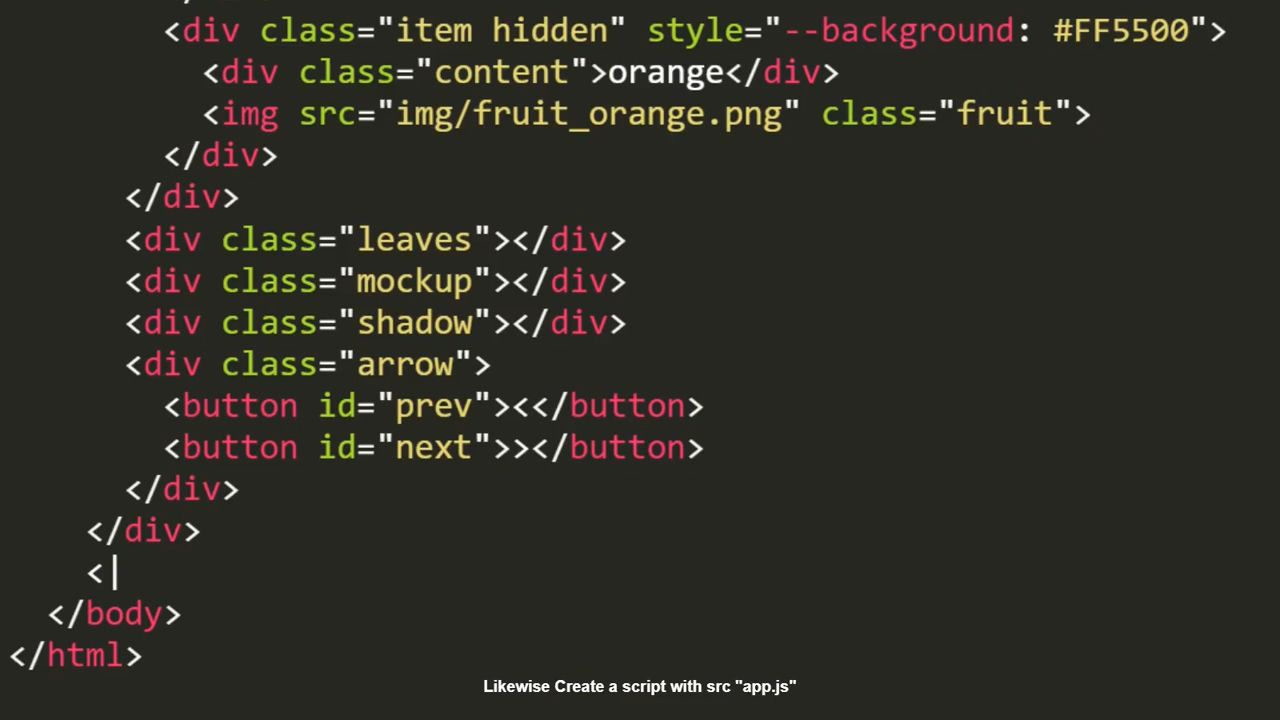 <div class="item hidden" style="--background: #FF5500">
<div class="content">orange</div>
<img src="img/fruit_orange.png" class="fruit">
</div>
</div>
<div class="leaves"></div>
<div class="mockup"></div>
<div class="shadow"></div>
<div class="arrow">
<button id="prev"><</button>
<button id="next">></button>
</div>
</div>
<
</body>
</html>
Likewise Create a script with src "app.js"